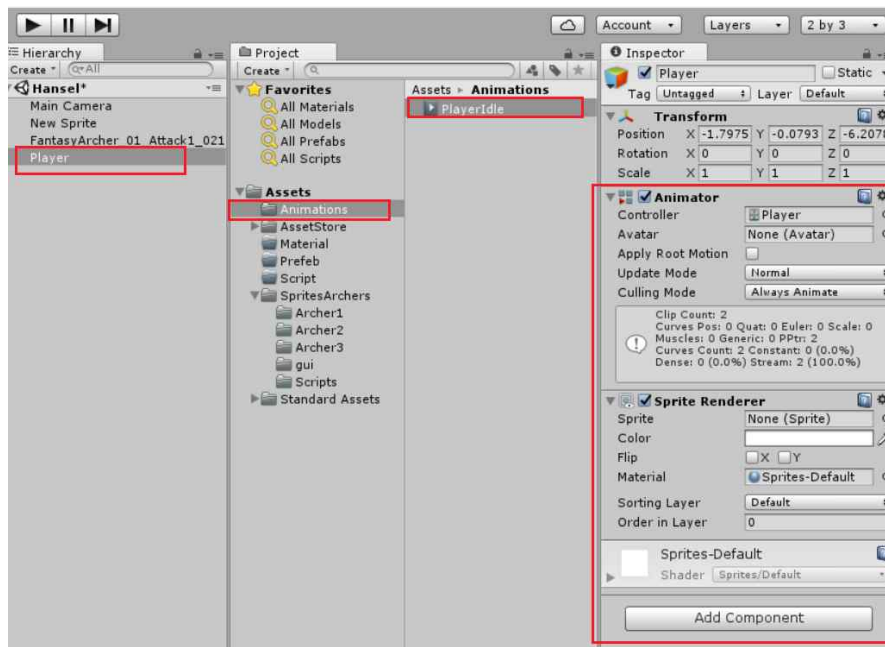 Account
Layers
2 by 3
Hierarchy
Create
All
Hansel*
Main Camera
New Sprite
FantasyArcher_01_Attack1_021
Player
Project
Create
Favorites
All Materials
All Models
All Prefabs
All Scripts
Assets
Animations
AssetStore
Material
Prefeb
Script
SpritesArchers
Archer1
Archer2
Archer3
gui
Scripts
Standard Assets
Assets Animations
PlayerIdle
Inspector
Player Static
Tag Untagged Layer Default
Transform
Position X -1.7975 Y -0.0793 Z -6.2078
Rotation X 0 Y 0 Z 0
Scale X 1 Y 1 Z 1
Animator
Controller Player
Avatar None (Avatar)
Apply Root Motion
Update Mode Normal
Culling Mode Always Animate
Clip Count: 2
Curves Pos: 0 Quat: 0 Euler: 0 Scale: 0
Muscles: 0 Generic: 0 PPtr: 2
Curves Count: 2 Constant: 0 (0.0%)
Dense: 0 (0.0%) Stream: 2 (100.0%)
Sprite Renderer
Sprite None (Sprite)
Color
Flip X Y
Material Sprites-Default
Sorting Layer Default
Order in Layer 0
Sprites-Default
Shader Sprites/Default
Add Component